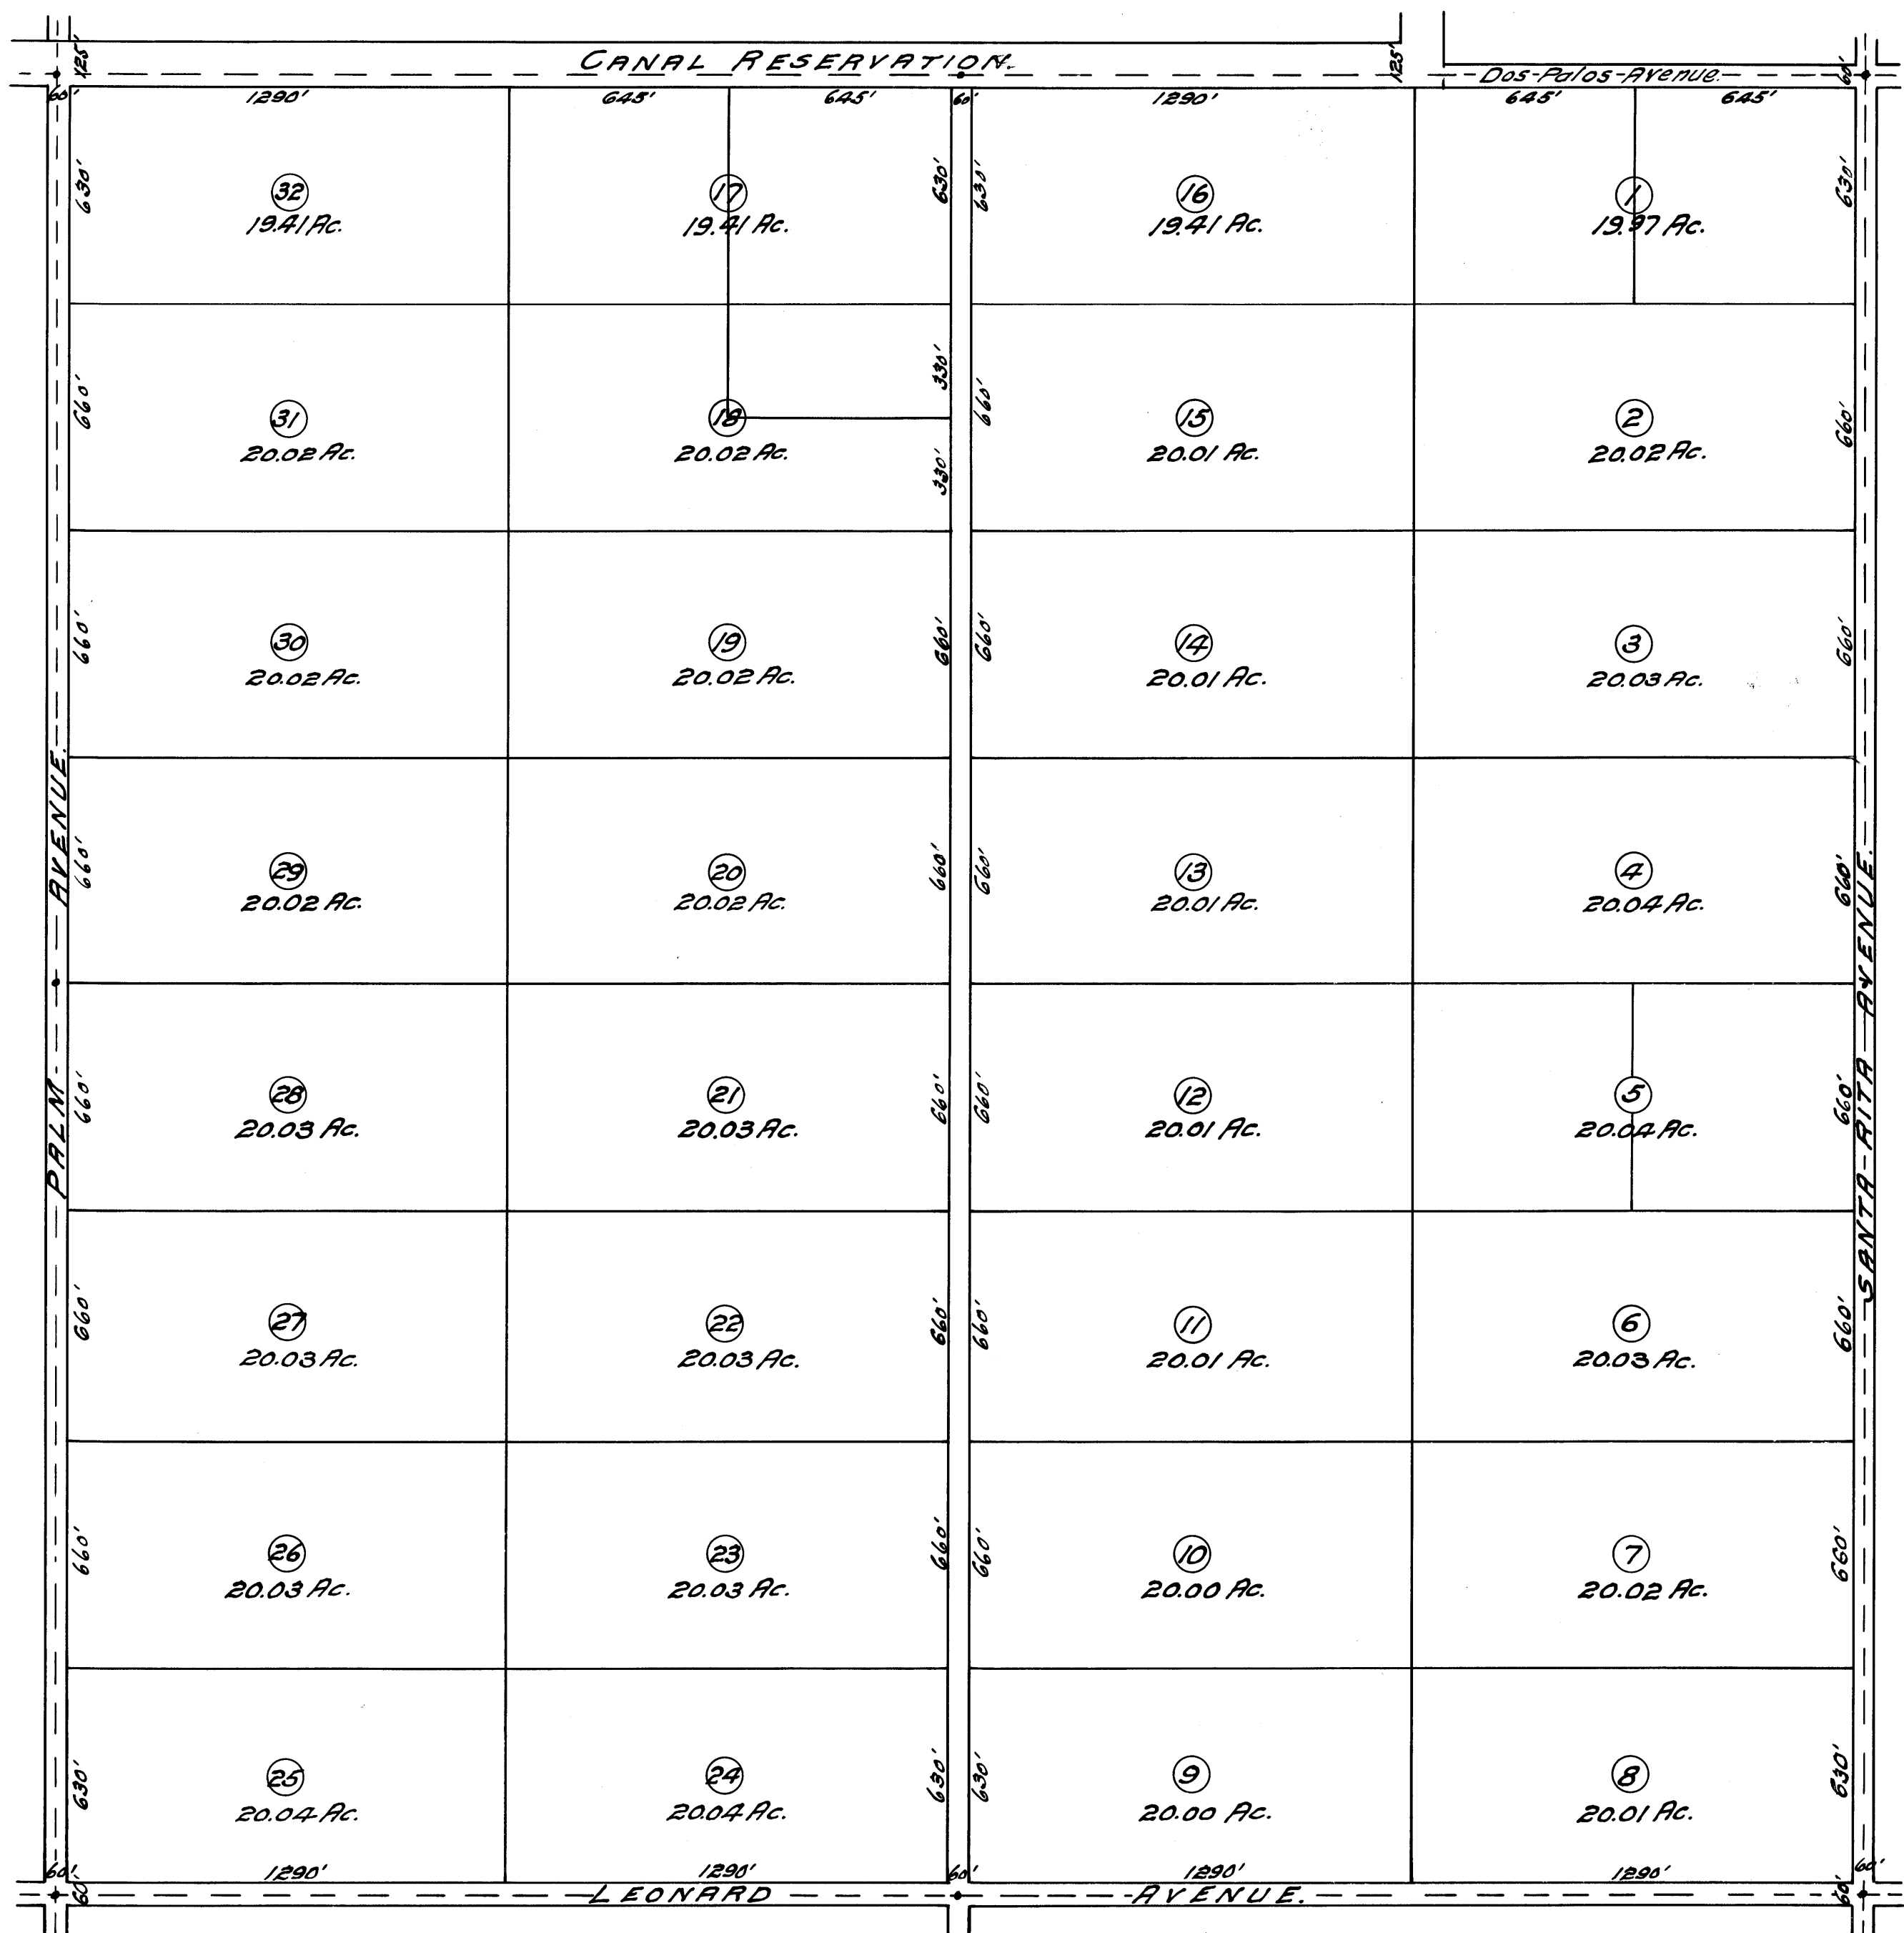 CANAL RESERVATION.
Dos-Palos-Avenue
125' 125' 60'
60' 1290' 645' 645' 60' 1290' 645' 645'
630' 630' 630' 630'
32 17 16 1
19.41 Ac. 19.41 Ac. 19.41 Ac. 19.97 Ac.
330'
660' 660' 660'
31 18 15 2
20.02 Ac. 20.02 Ac. 20.01 Ac. 20.02 Ac.
330'
660' 660' 660' 660'
30 19 14 3
20.02 Ac. 20.02 Ac. 20.01 Ac. 20.03 Ac.
660' 660' 660' 660'
29 20 13 4
20.02 Ac. 20.02 Ac. 20.01 Ac. 20.04 Ac.
PALM AVENUE.
SANTA-RITA AVENUE.
660' 660' 660' 660'
28 21 12 5
20.03 Ac. 20.03 Ac. 20.01 Ac. 20.04 Ac.
660' 660' 660' 660'
27 22 11 6
20.03 Ac. 20.03 Ac. 20.01 Ac. 20.03 Ac.
660' 660' 660' 660'
26 23 10 7
20.03 Ac. 20.03 Ac. 20.00 Ac. 20.02 Ac.
630' 630' 630' 630'
25 24 9 8
20.04 Ac. 20.04 Ac. 20.00 Ac. 20.01 Ac.
60' 1290' 1290' 60' 1290' 1290' 60'
60' LEONARD AVENUE. 60'